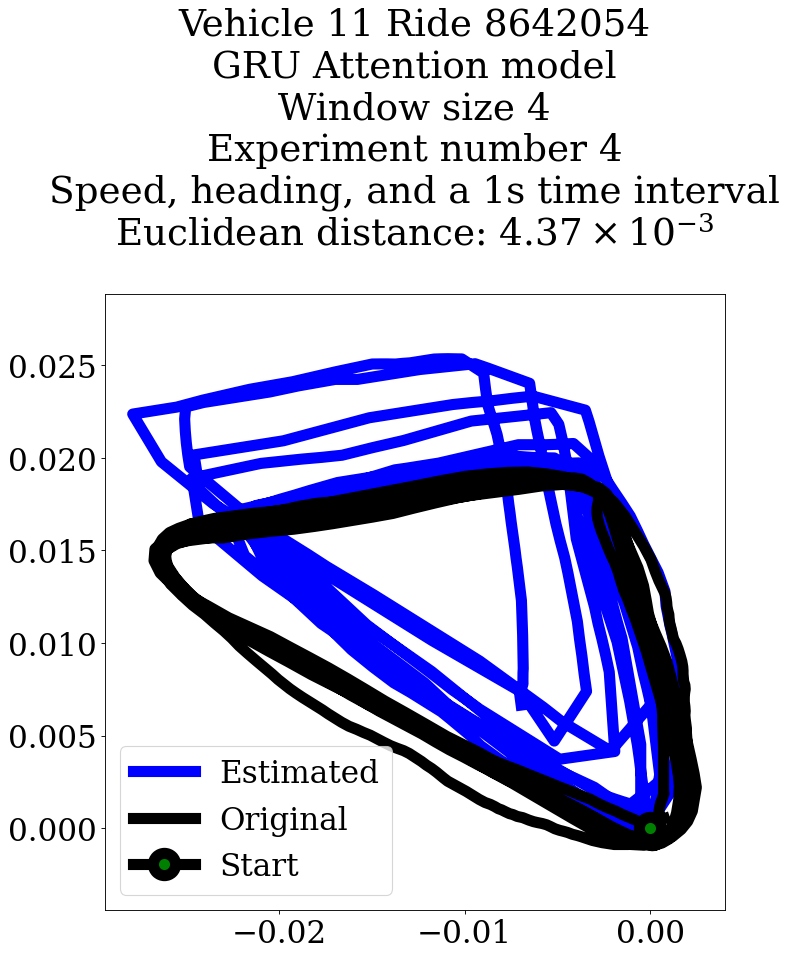 Vehicle 11 Ride 8642054
GRU Attention model
Window size 4
Experiment number 4
Speed, heading, and a 1s time interval
Euclidean distance: 4.37 × 10⁻³
0.025
0.020
0.015
0.010
0.005
0.000
Estimated
Original
Start
−0.02
−0.01
0.00